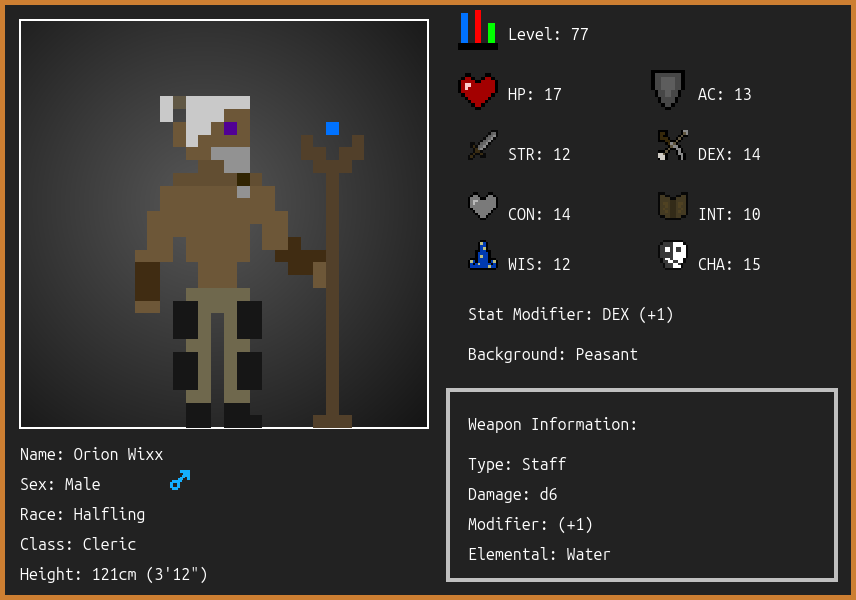 Level: 77
HP: 17
AC: 13
STR: 12
DEX: 14
CON: 14
INT: 10
WIS: 12
CHA: 15
Stat Modifier: DEX (+1)
Background: Peasant
Weapon Information:
Type: Staff
Damage: d6
Modifier: (+1)
Elemental: Water
Name: Orion Wixx
Sex: Male
Race: Halfling
Class: Cleric
Height: 121cm (3'12")